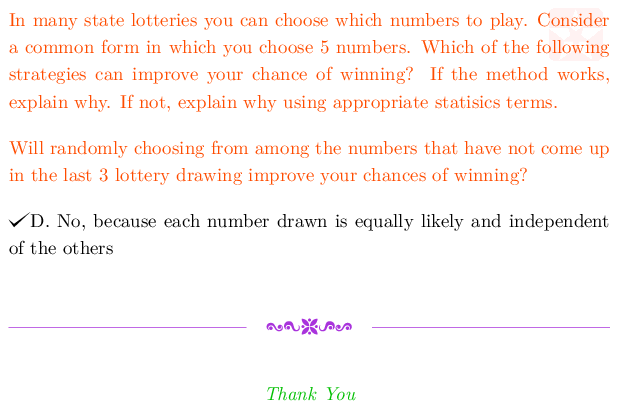 In many state lotteries you can choose which numbers to play. Consider
a common form in which you choose 5 numbers. Which of the following
strategies can improve your chance of winning? If the method works,
explain why. If not, explain why using appropriate statisics terms.
Will randomly choosing from among the numbers that have not come up
in the last 3 lottery drawing improve your chances of winning?
✓D. No, because each number drawn is equally likely and independent
of the others
Thank You